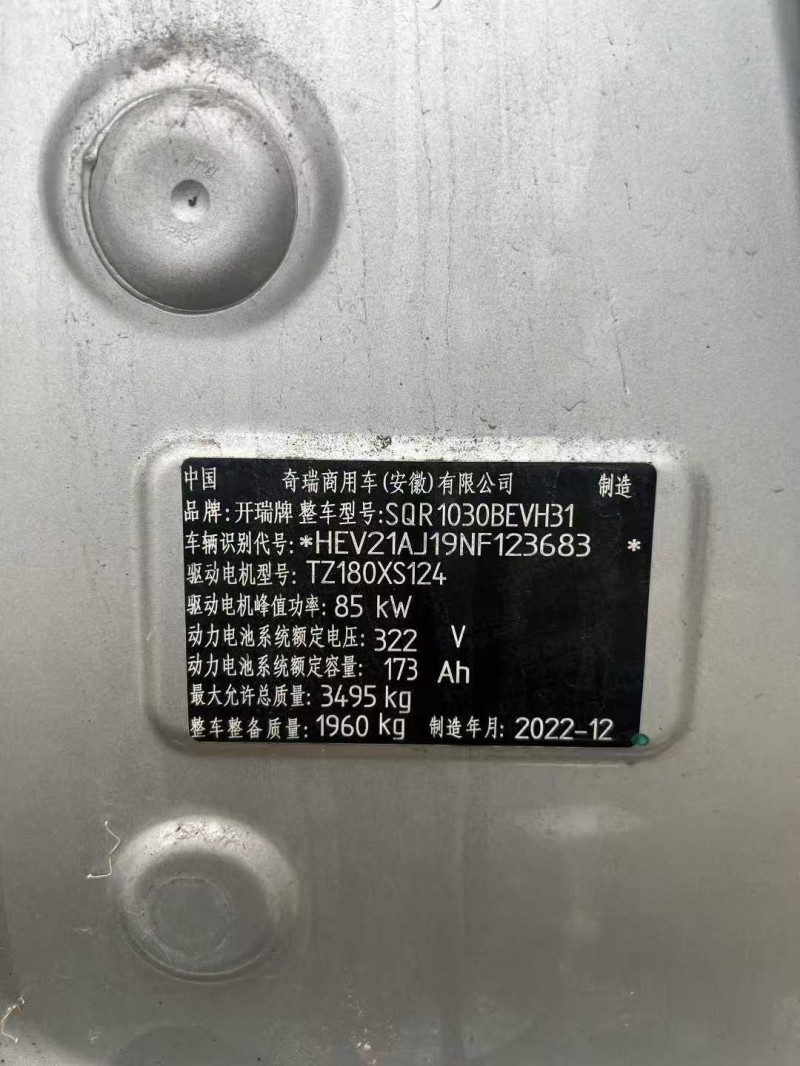 中国 奇瑞商用车(安徽)有限公司 制造
品牌:开瑞牌 整车型号:SQR1030BEVH31
车辆识别代号:*HEV21AJ19NF123683 *
驱动电机型号: TZ180XS124
驱动电机峰值功率: 85 kW
动力电池系统额定电压: 322 V
动力电池系统额定容量: 173 Ah
最大允许总质量: 3495 kg
整车整备质量: 1960 kg 制造年月: 2022-12